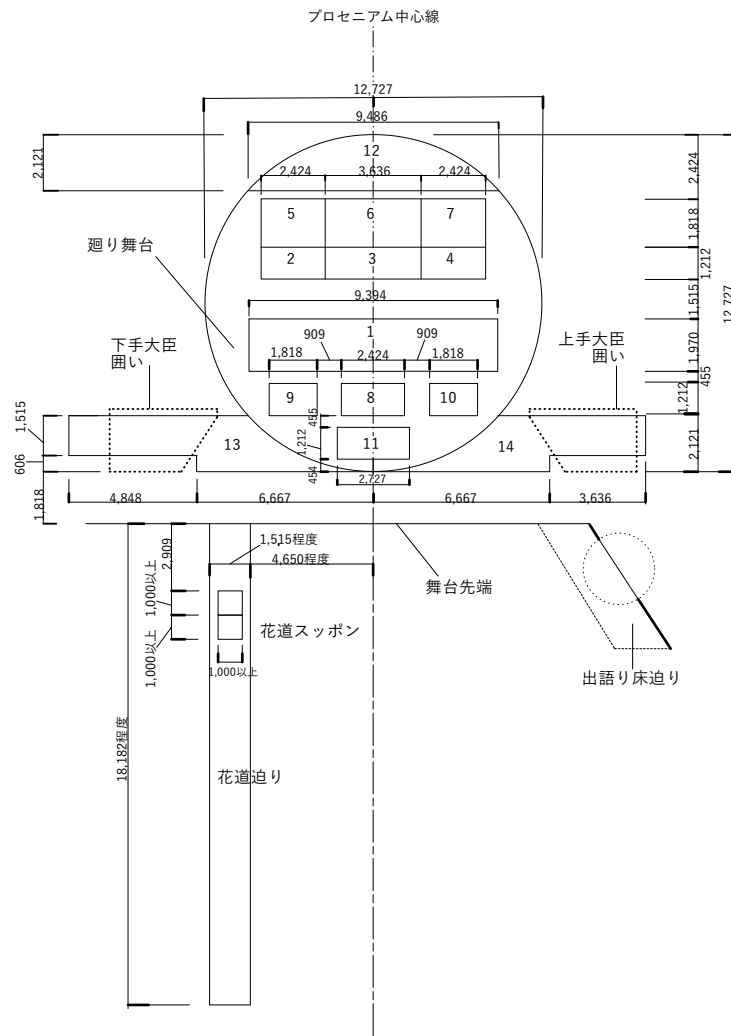 プロセニアム中心線
12,727
9,486
12
2,121
2,424
3,636
2,424
2,424
5
6
7
1,818
廻り舞台
2
3
4
1,212
12,727
9,394
1,515
1
下手大臣
囲い
上手大臣
囲い
909
909
1,818
2,424
1,818
1,970
455
9
8
10
1,212
1,515
455
13
1,212
11
14
2,121
606
454
2,727
1,818
4,848
6,667
6,667
3,636
2,909
1,515程度
4,650程度
舞台先端
1,000以上
花道スッポン
1,000以上
1,000以上
出語り床迫り
18,182程度
花道迫り